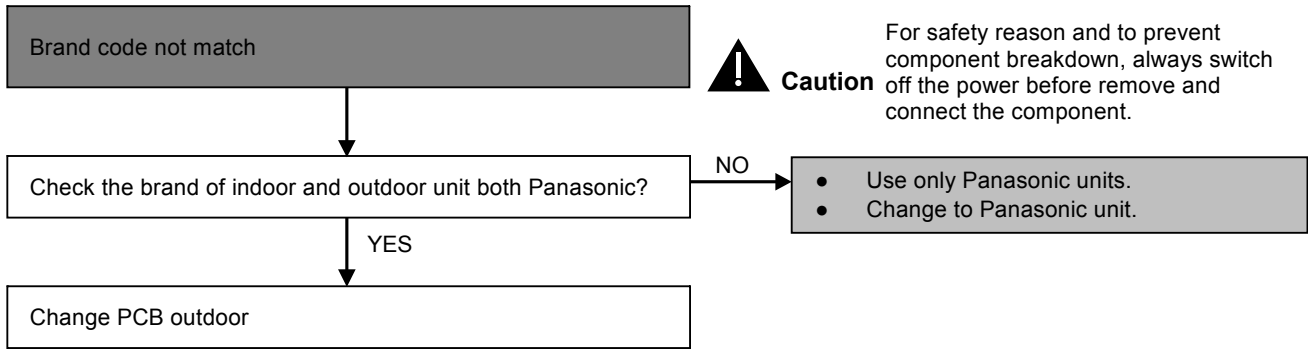 Brand code not match
Caution
For safety reason and to prevent
component breakdown, always switch
off the power before remove and
connect the component.
Check the brand of indoor and outdoor unit both Panasonic?
NO
● Use only Panasonic units.
● Change to Panasonic unit.
YES
Change PCB outdoor